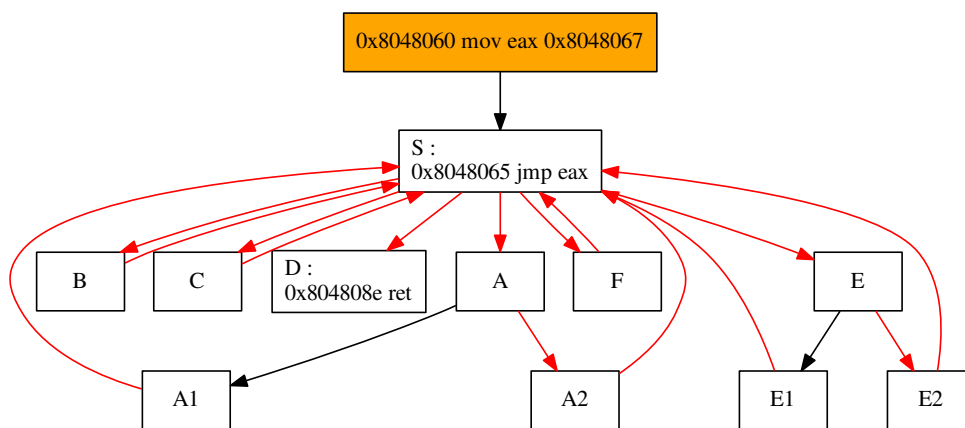 0x8048060 mov eax 0x8048067
S :
0x8048065 jmp eax
B
C
D :
0x804808e ret
A
F
E
A1
A2
E1
E2